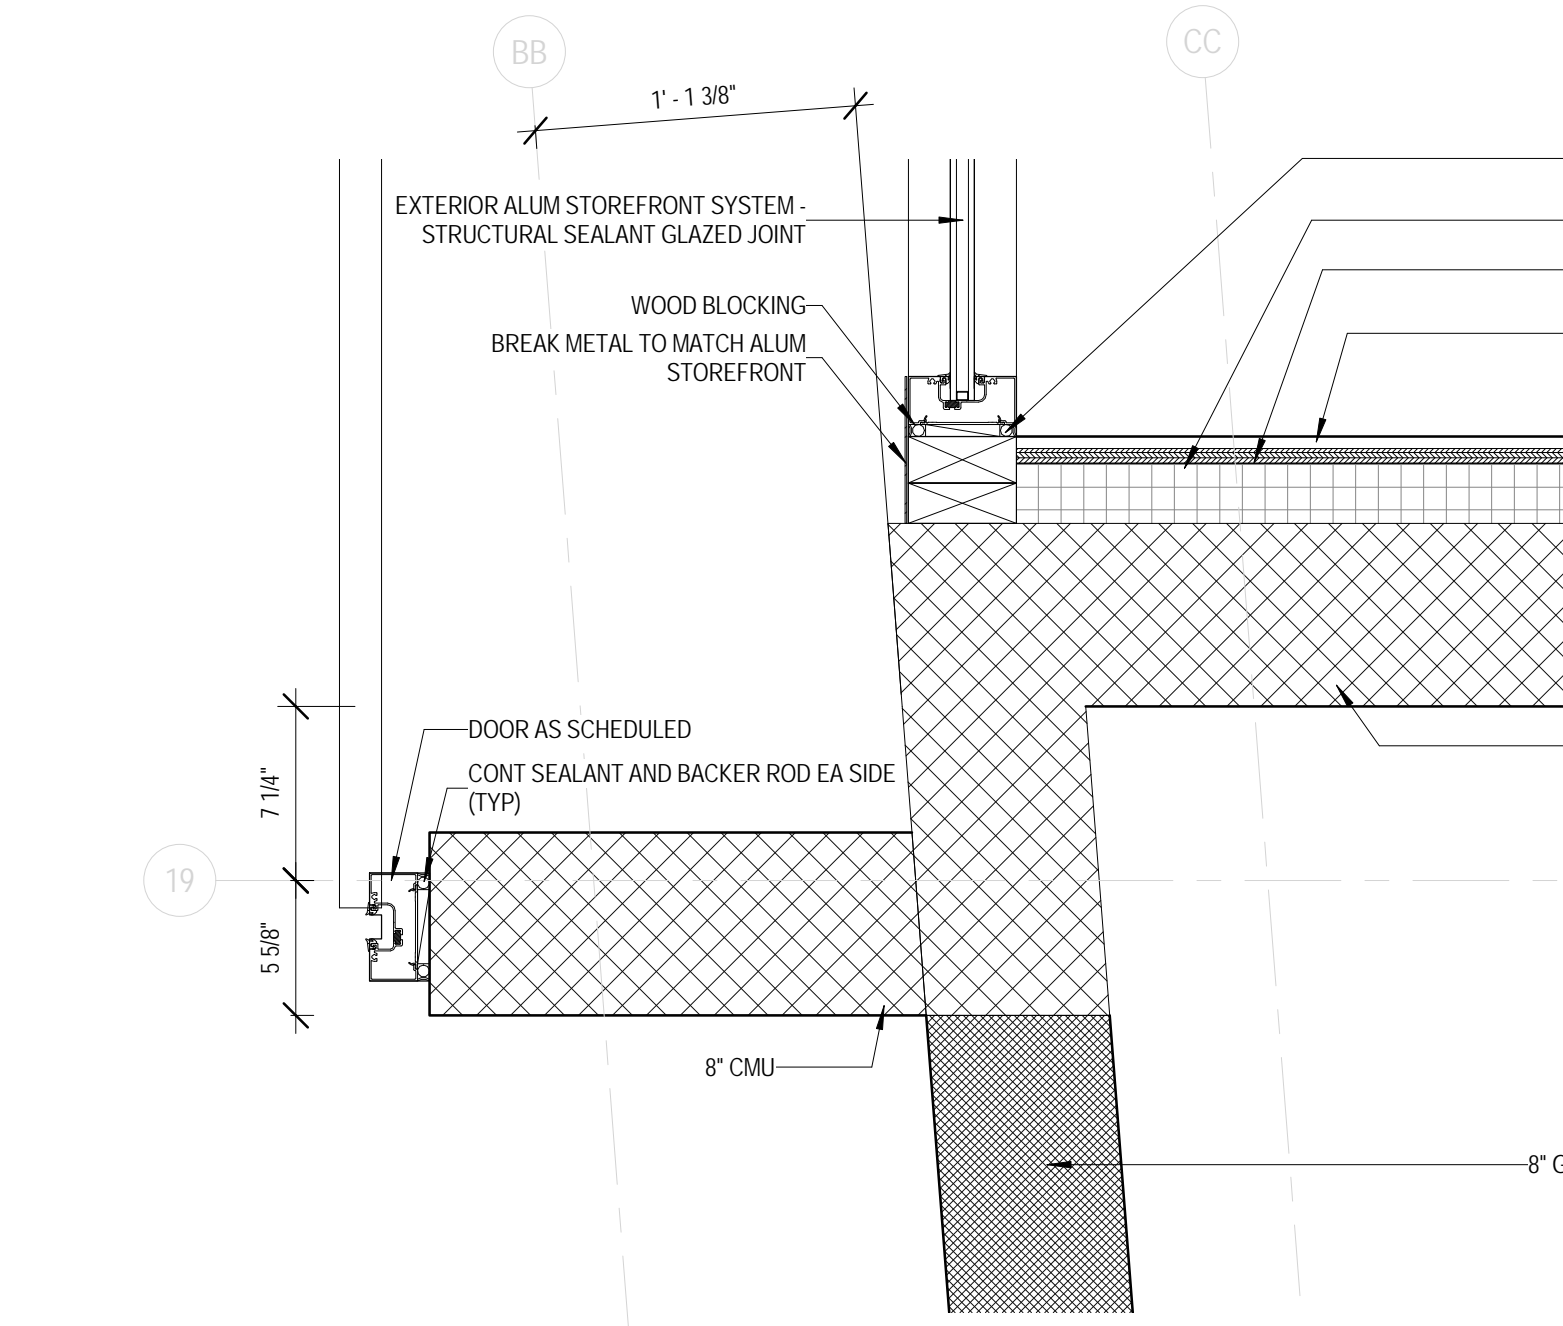 BB
CC
1' - 1 3/8"
EXTERIOR ALUM STOREFRONT SYSTEM -
STRUCTURAL SEALANT GLAZED JOINT
WOOD BLOCKING
BREAK METAL TO MATCH ALUM
STOREFRONT
DOOR AS SCHEDULED
CONT SEALANT AND BACKER ROD EA SIDE
(TYP)
7 1/4"
19
5 5/8"
8" CMU
8"